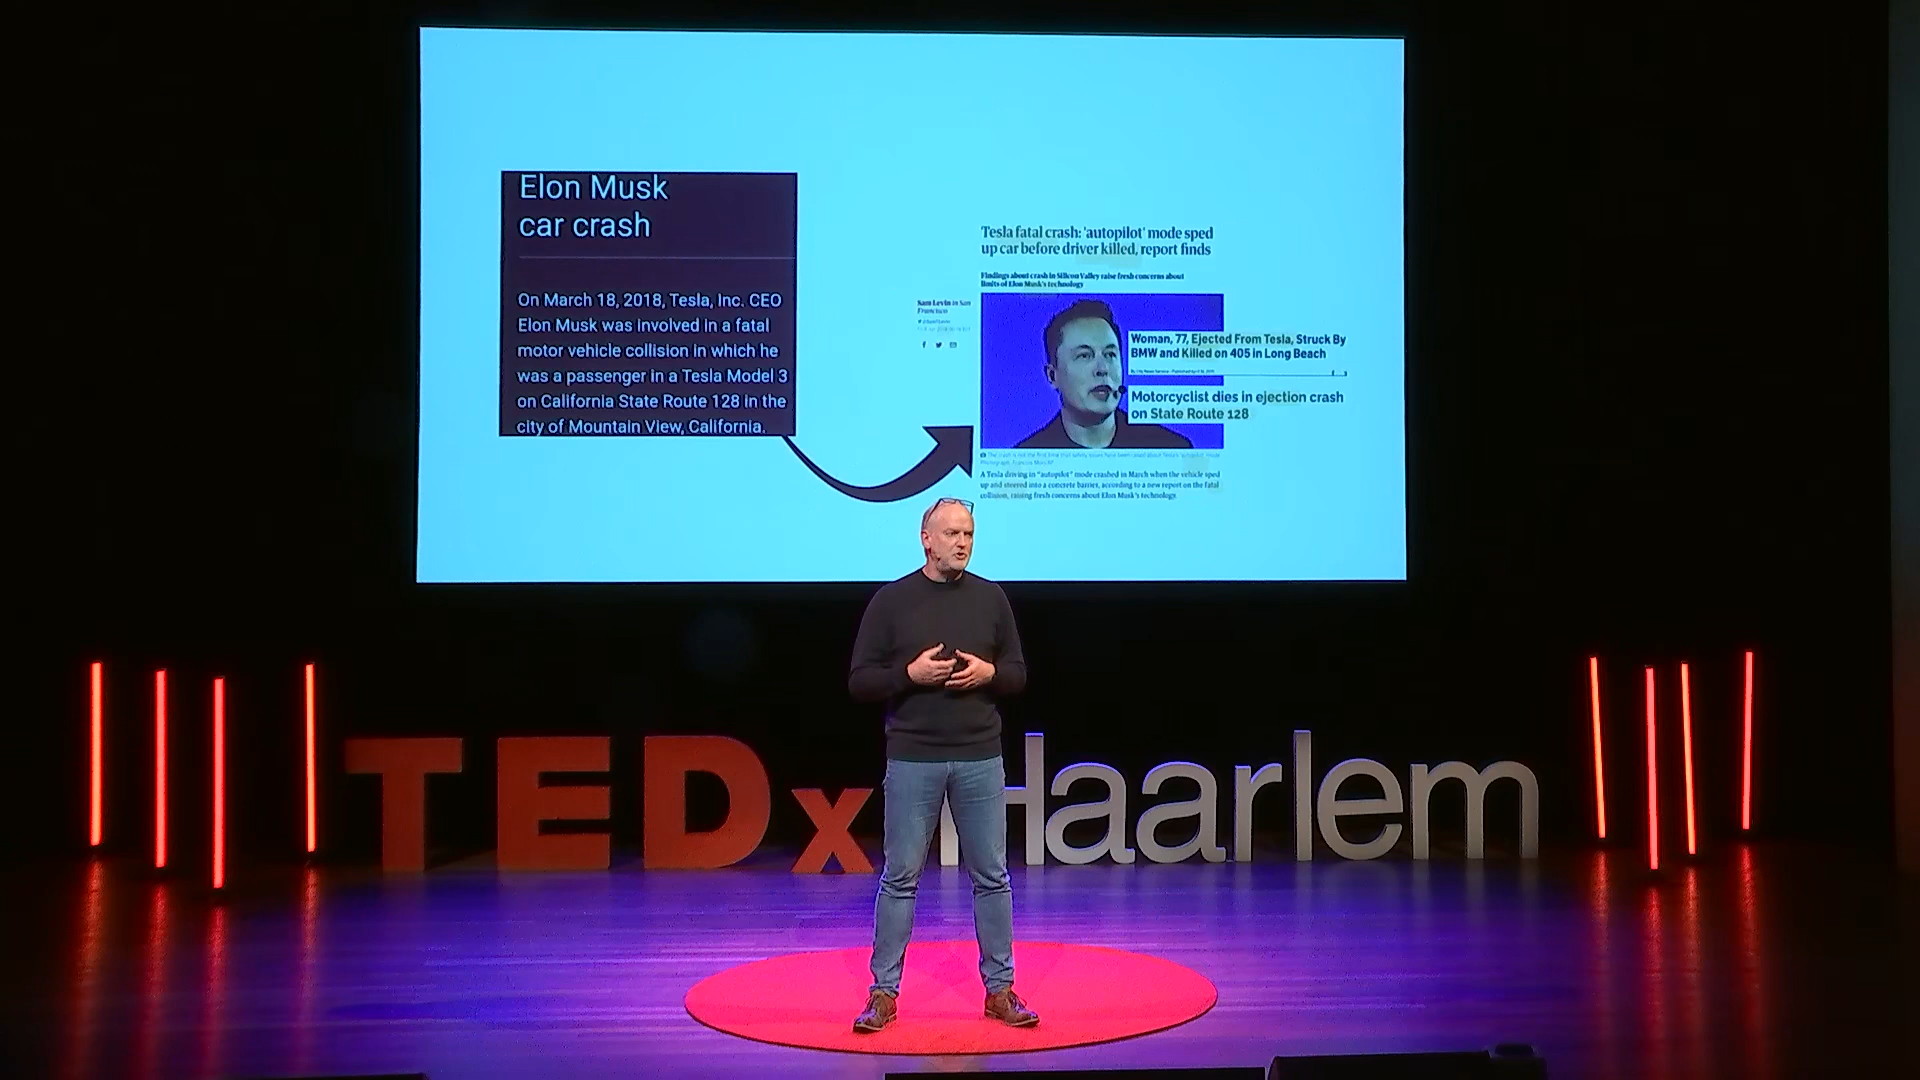 Elon Musk
car crash
On March 18, 2018, Tesla, Inc. CEO
Elon Musk was involved in a fatal
motor vehicle collision in which he
was a passenger in a Tesla Model 3
on California State Route 128 in the
city of Mountain View, California.
Tesla fatal crash: 'autopilot' mode sped
up car before driver killed, report finds
Findings about crash in Silicon Valley raise fresh concerns about
limits of Elon Musk's technology
Sam Levin in San
Francisco
Woman, 77, Ejected From Tesla, Struck By
BMW and Killed on 405 in Long Beach
Motorcyclist dies in ejection crash
on State Route 128
A Tesla driving in "autopilot" mode crashed in March when the vehicle sped
up and steered into a concrete barrier, according to a new report on the fatal
collision, raising fresh concerns about Elon Musk's technology.
TEDx Haarlem